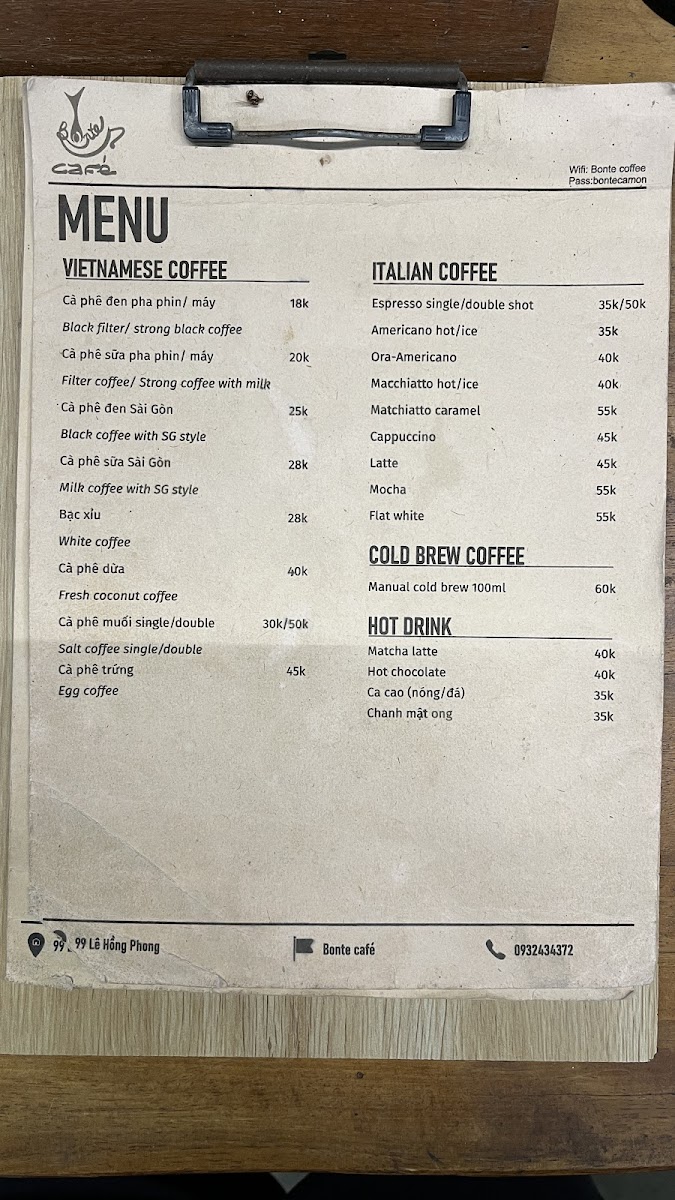 Bonte
café
Wifi: Bonte coffee
Pass:bontecamon
MENU
VIETNAMESE COFFEE
Cà phê đen pha phin/ máy 18k
Black filter/ strong black coffee
Cà phê sữa pha phin/ máy 20k
Filter coffee/ Strong coffee with milk
Cà phê đen Sài Gòn 25k
Black coffee with SG style
Cà phê sữa Sài Gòn 28k
Milk coffee with SG style
Bạc xỉu 28k
White coffee
Cà phê dừa 40k
Fresh coconut coffee
Cà phê muối single/double 30k/50k
Salt coffee single/double
Cà phê trứng 45k
Egg coffee
ITALIAN COFFEE
Espresso single/double shot 35k/50k
Americano hot/ice 35k
Ora-Americano 40k
Macchiatto hot/ice 40k
Matchiatto caramel 55k
Cappuccino 45k
Latte 45k
Mocha 55k
Flat white 55k
COLD BREW COFFEE
Manual cold brew 100ml 60k
HOT DRINK
Matcha latte 40k
Hot chocolate 40k
Ca cao (nóng/đá) 35k
Chanh mật ong 35k
99 99 Lê Hồng Phong
Bonte café
0932434372